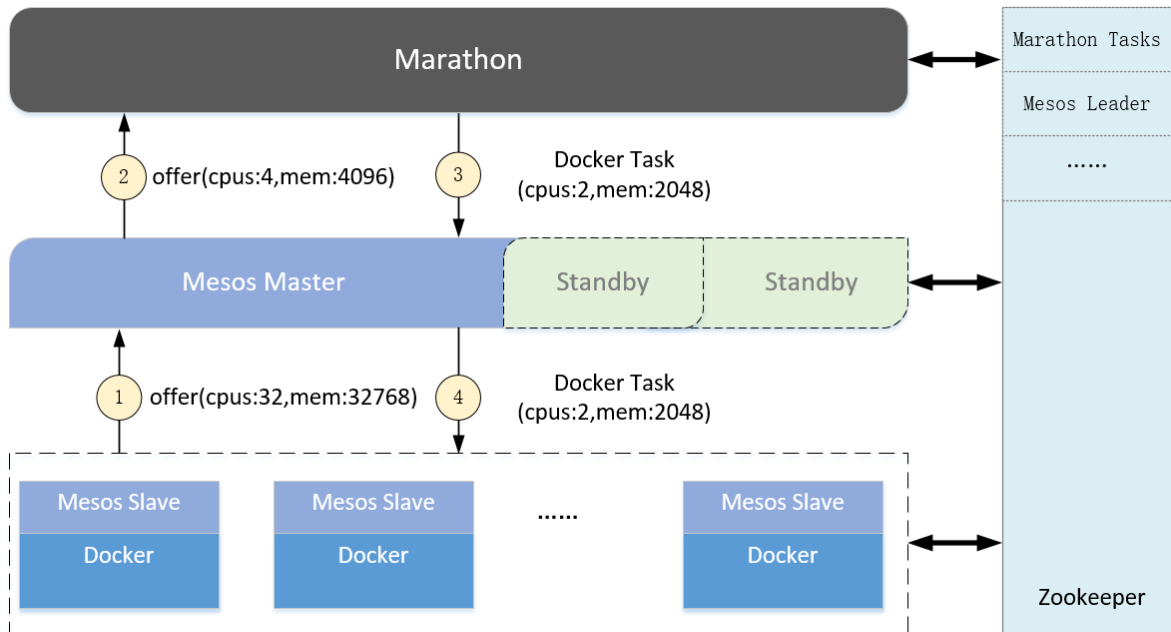 Marathon
Marathon Tasks
Mesos Leader
......
2
offer(cpus:4,mem:4096)
3
Docker Task
(cpus:2,mem:2048)
Mesos Master
Standby
Standby
1
offer(cpus:32,mem:32768)
4
Docker Task
(cpus:2,mem:2048)
Mesos Slave
Docker
Mesos Slave
Docker
......
Mesos Slave
Docker
Zookeeper